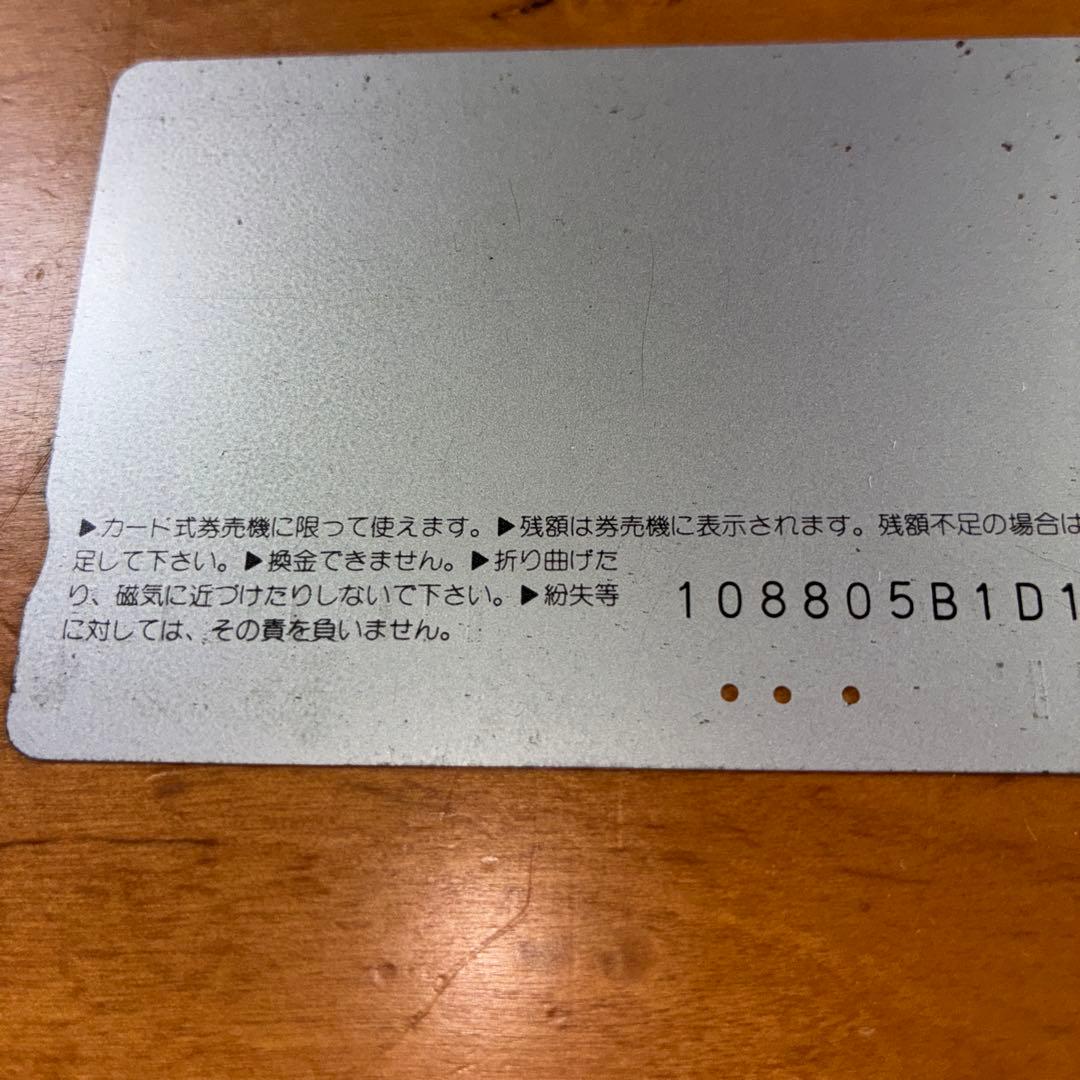 ▶カード式券売機に限って使えます。▶残額は券売機に表示されます。残額不足の場合は
足して下さい。▶換金できません。▶折り曲げた
り、磁気に近づけたりしないで下さい。▶紛失等
に対しては、その責を負いません。
108805B1D1